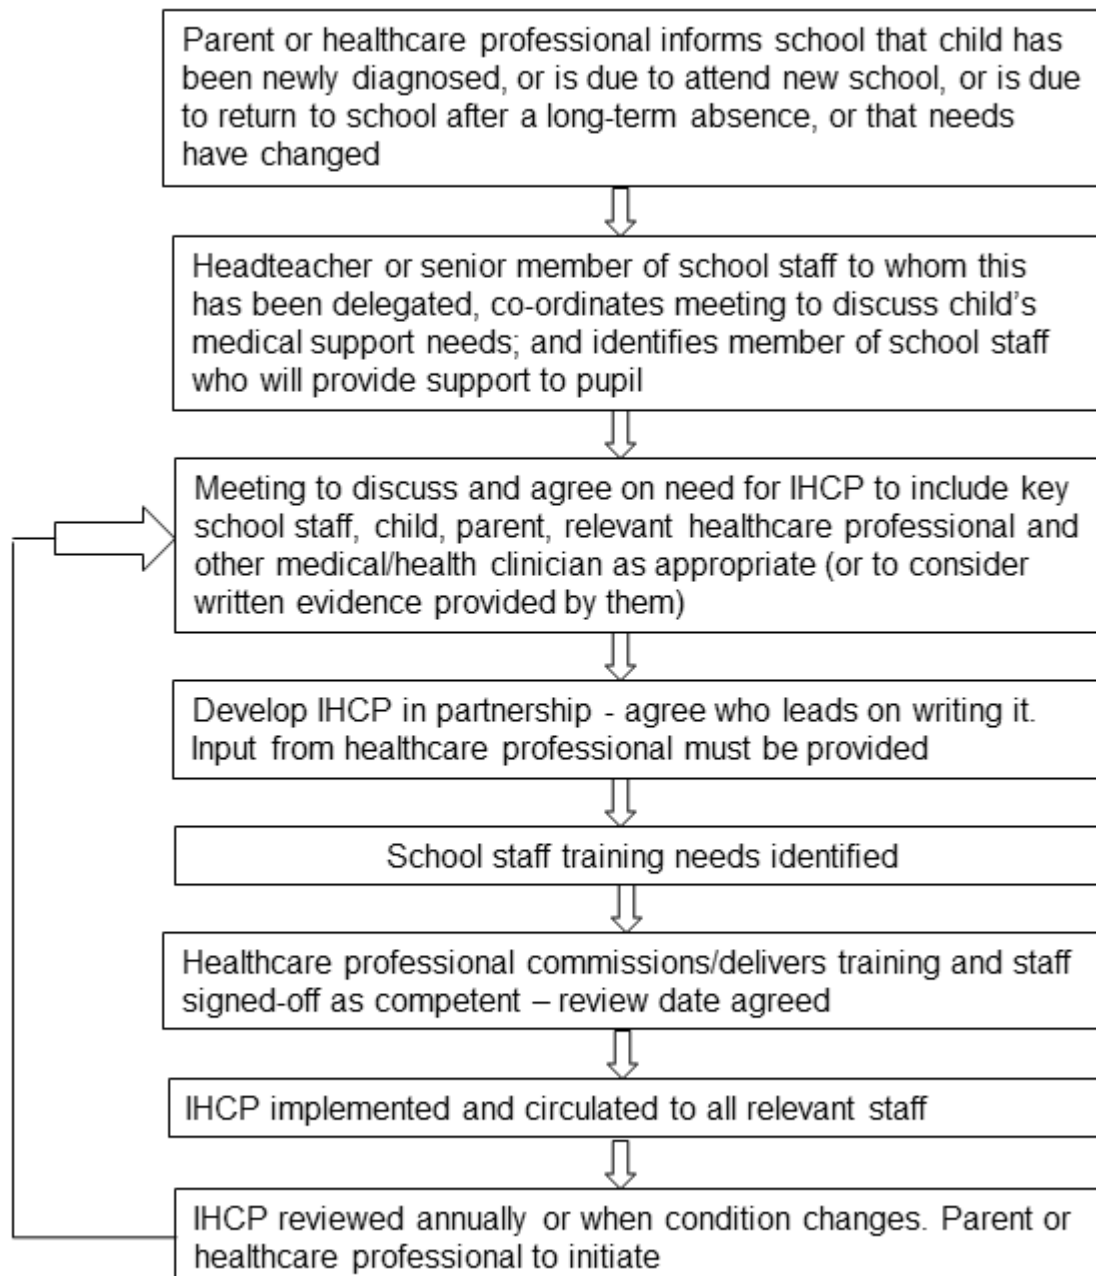 Parent or healthcare professional informs school that child has
been newly diagnosed, or is due to attend new school, or is due
to return to school after a long-term absence, or that needs
have changed
Headteacher or senior member of school staff to whom this
has been delegated, co-ordinates meeting to discuss child's
medical support needs; and identifies member of school staff
who will provide support to pupil
Meeting to discuss and agree on need for IHCP to include key
school staff, child, parent, relevant healthcare professional and
other medical/health clinician as appropriate (or to consider
written evidence provided by them)
Develop IHCP in partnership - agree who leads on writing it.
Input from healthcare professional must be provided
School staff training needs identified
Healthcare professional commissions/delivers training and staff
signed-off as competent – review date agreed
IHCP implemented and circulated to all relevant staff
IHCP reviewed annually or when condition changes. Parent or
healthcare professional to initiate